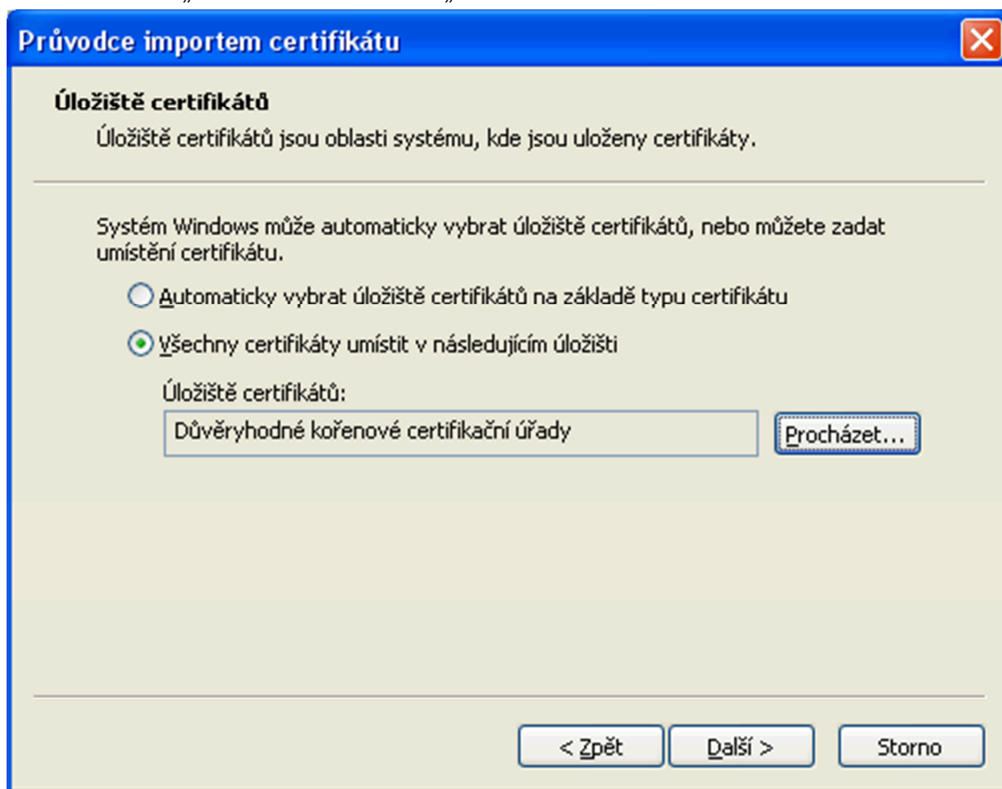 Průvodce importem certifikátu
Úložiště certifikátů
Úložiště certifikátů jsou oblasti systému, kde jsou uloženy certifikáty.
Systém Windows může automaticky vybrat úložiště certifikátů, nebo můžete zadat
umístění certifikátu.
Automaticky vybrat úložiště certifikátů na základě typu certifikátu
Všechny certifikáty umístit v následujícím úložišti
Úložiště certifikátů:
Důvěryhodné kořenové certifikační úřady
Procházet...
< Zpět
Další >
Storno